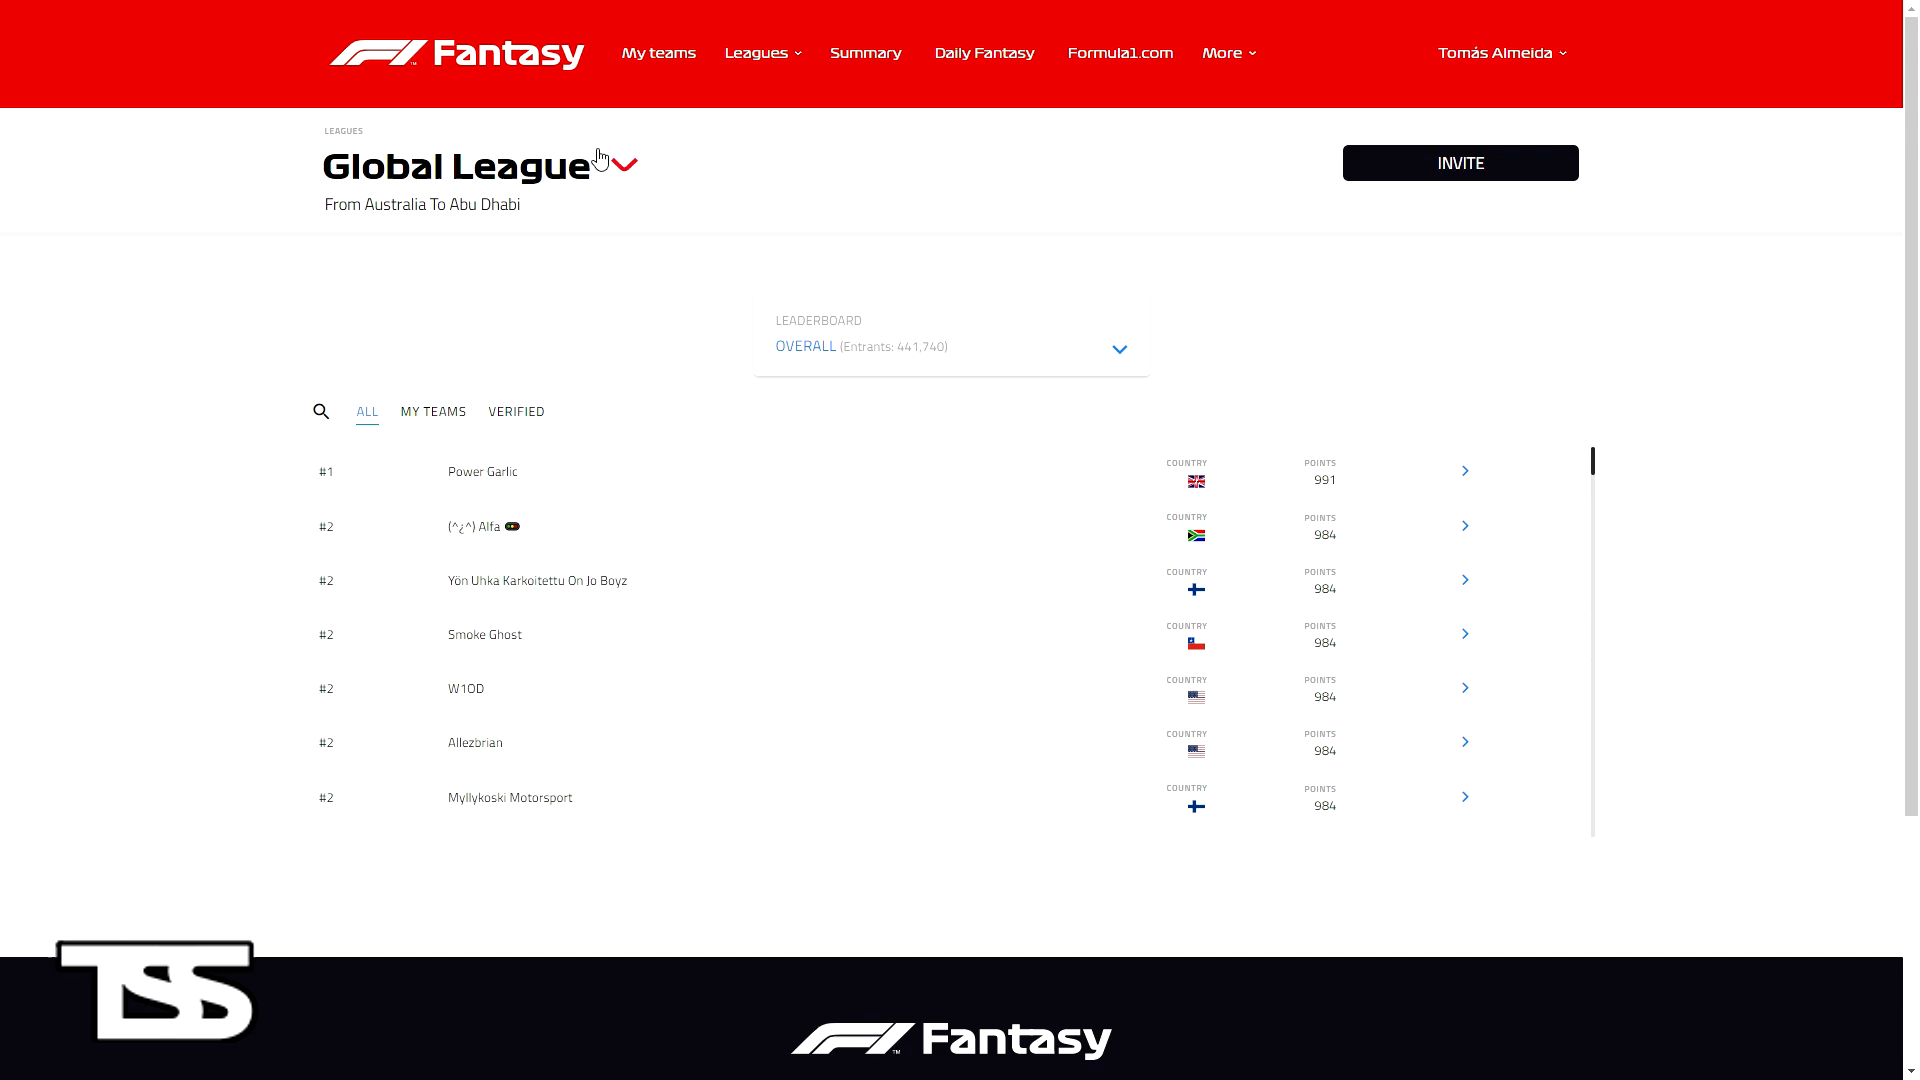 F1 Fantasy My teams Leagues Summary Daily Fantasy Formula1.com More Tomás Almeida
LEAGUES
Global League
INVITE
From Australia To Abu Dhabi
LEADERBOARD
OVERALL (Entrants: 441,740)
ALL MY TEAMS VERIFIED
#1 Power Garlic COUNTRY POINTS 991
#2 (^¿^) Alfa COUNTRY POINTS 984
#2 Yön Uhka Karkoitettu On Jo Boyz COUNTRY POINTS 984
#2 Smoke Ghost COUNTRY POINTS 984
#2 W1OD COUNTRY POINTS 984
#2 Allezbrian COUNTRY POINTS 984
#2 Myllykoski Motorsport COUNTRY POINTS 984
TSS
F1 Fantasy